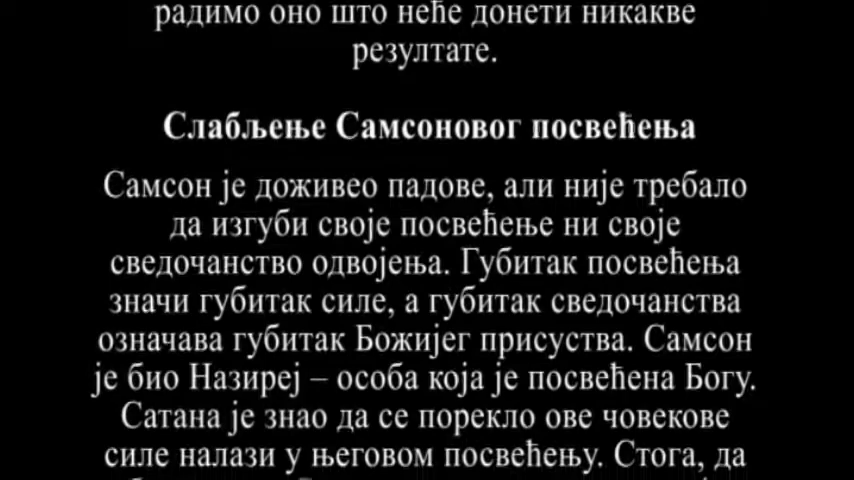 радимо оно што неће донети никакве
резултате.
Слабљење Самсоновог посвећења
Самсон је доживео падове, али није требало
да изгуби своје посвећење ни своје
сведочанство одвојења. Губитак посвећења
значи губитак силе, а губитак сведочанства
означава губитак Божијег присуства. Самсон
је био Назиреј – особа која је посвећена Богу.
Сатана је знао да се порекло ове човекове
силе налази у његовом посвећењу. Стога, да